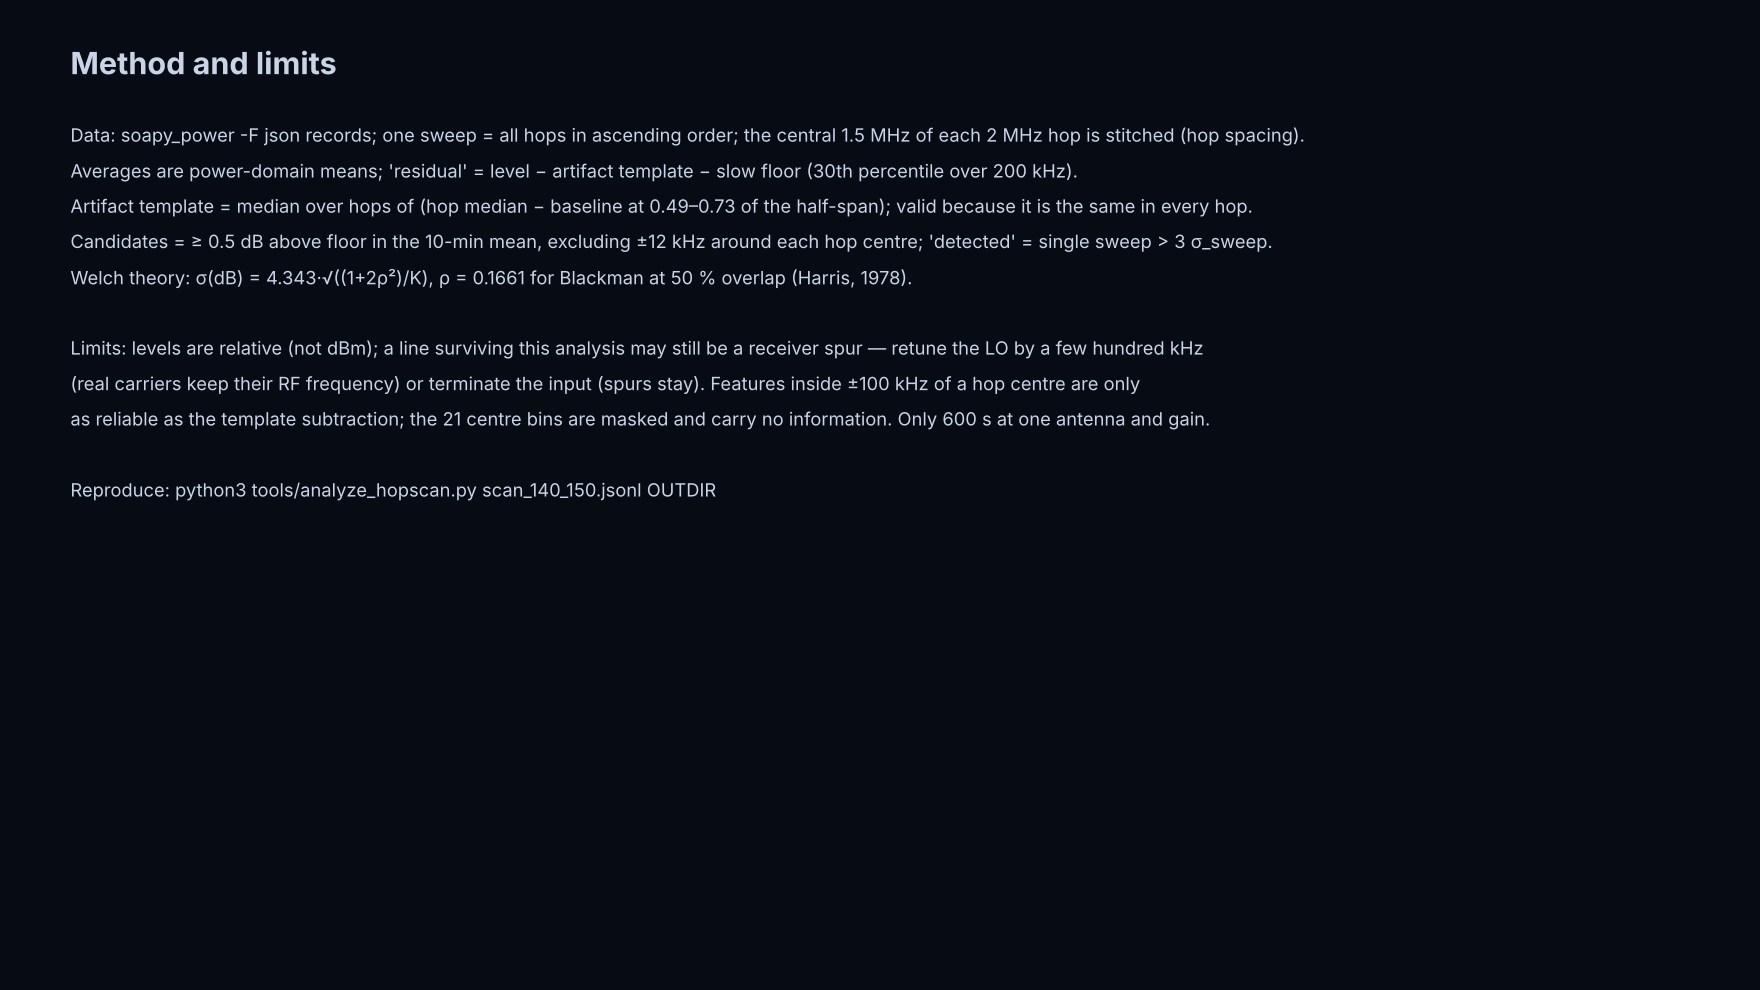 Method and limits
Data: soapy_power -F json records; one sweep = all hops in ascending order; the central 1.5 MHz of each 2 MHz hop is stitched (hop spacing).
Averages are power-domain means; 'residual' = level − artifact template − slow floor (30th percentile over 200 kHz).
Artifact template = median over hops of (hop median − baseline at 0.49–0.73 of the half-span); valid because it is the same in every hop.
Candidates = ≥ 0.5 dB above floor in the 10-min mean, excluding ±12 kHz around each hop centre; 'detected' = single sweep > 3 σ_sweep.
Welch theory: σ(dB) = 4.343·√((1+2ρ²)/K), ρ = 0.1661 for Blackman at 50 % overlap (Harris, 1978).
Limits: levels are relative (not dBm); a line surviving this analysis may still be a receiver spur — retune the LO by a few hundred kHz
(real carriers keep their RF frequency) or terminate the input (spurs stay). Features inside ±100 kHz of a hop centre are only
as reliable as the template subtraction; the 21 centre bins are masked and carry no information. Only 600 s at one antenna and gain.
Reproduce: python3 tools/analyze_hopscan.py scan_140_150.jsonl OUTDIR